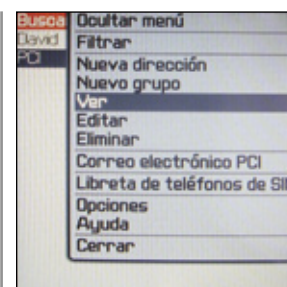 Busca
David
PCI
Ocultar menú
Filtrar
Nueva dirección
Nuevo grupo
Ver
Editar
Eliminar
Correo electrónico PCI
Libreta de teléfonos de SI
Opciones
Ayuda
Cerrar